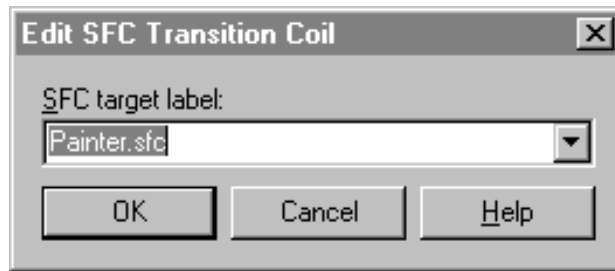 Edit SFC Transition Coil
SFC target label:
Painter.sfc
OK Cancel Help